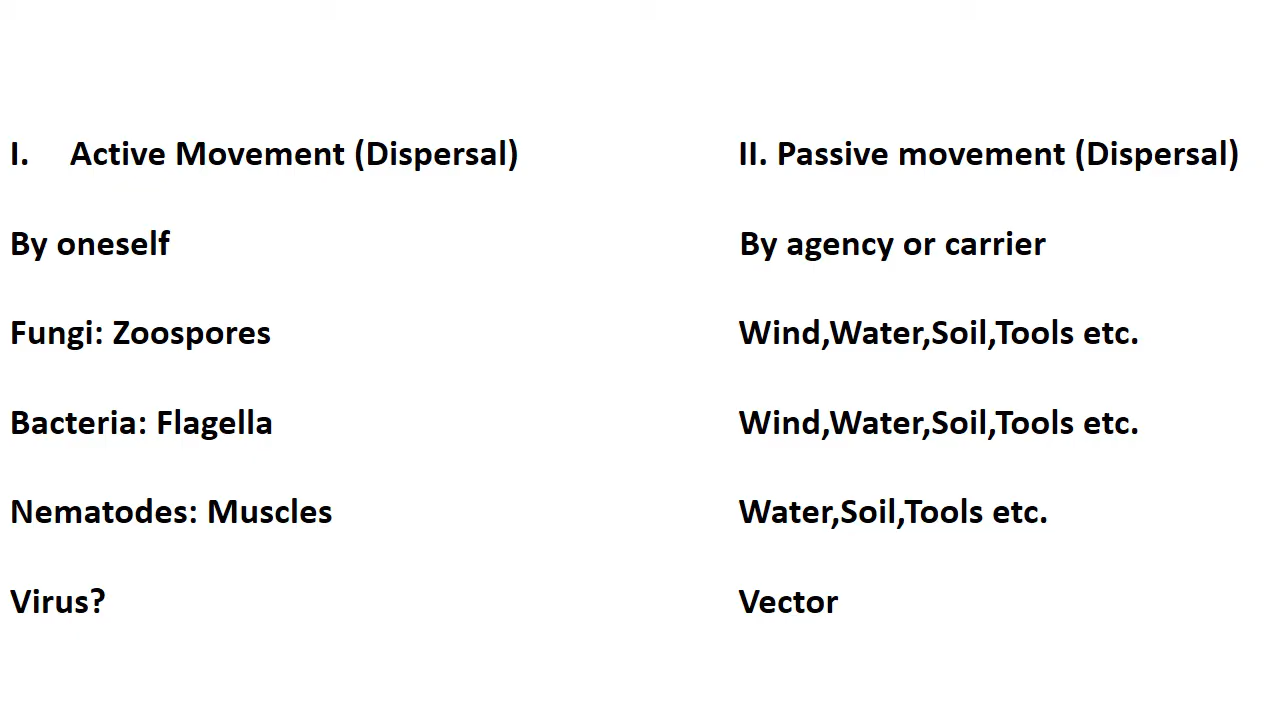 I. Active Movement (Dispersal)
By oneself
Fungi: Zoospores
Bacteria: Flagella
Nematodes: Muscles
Virus?
II. Passive movement (Dispersal)
By agency or carrier
Wind,Water,Soil,Tools etc.
Wind,Water,Soil,Tools etc.
Water,Soil,Tools etc.
Vector